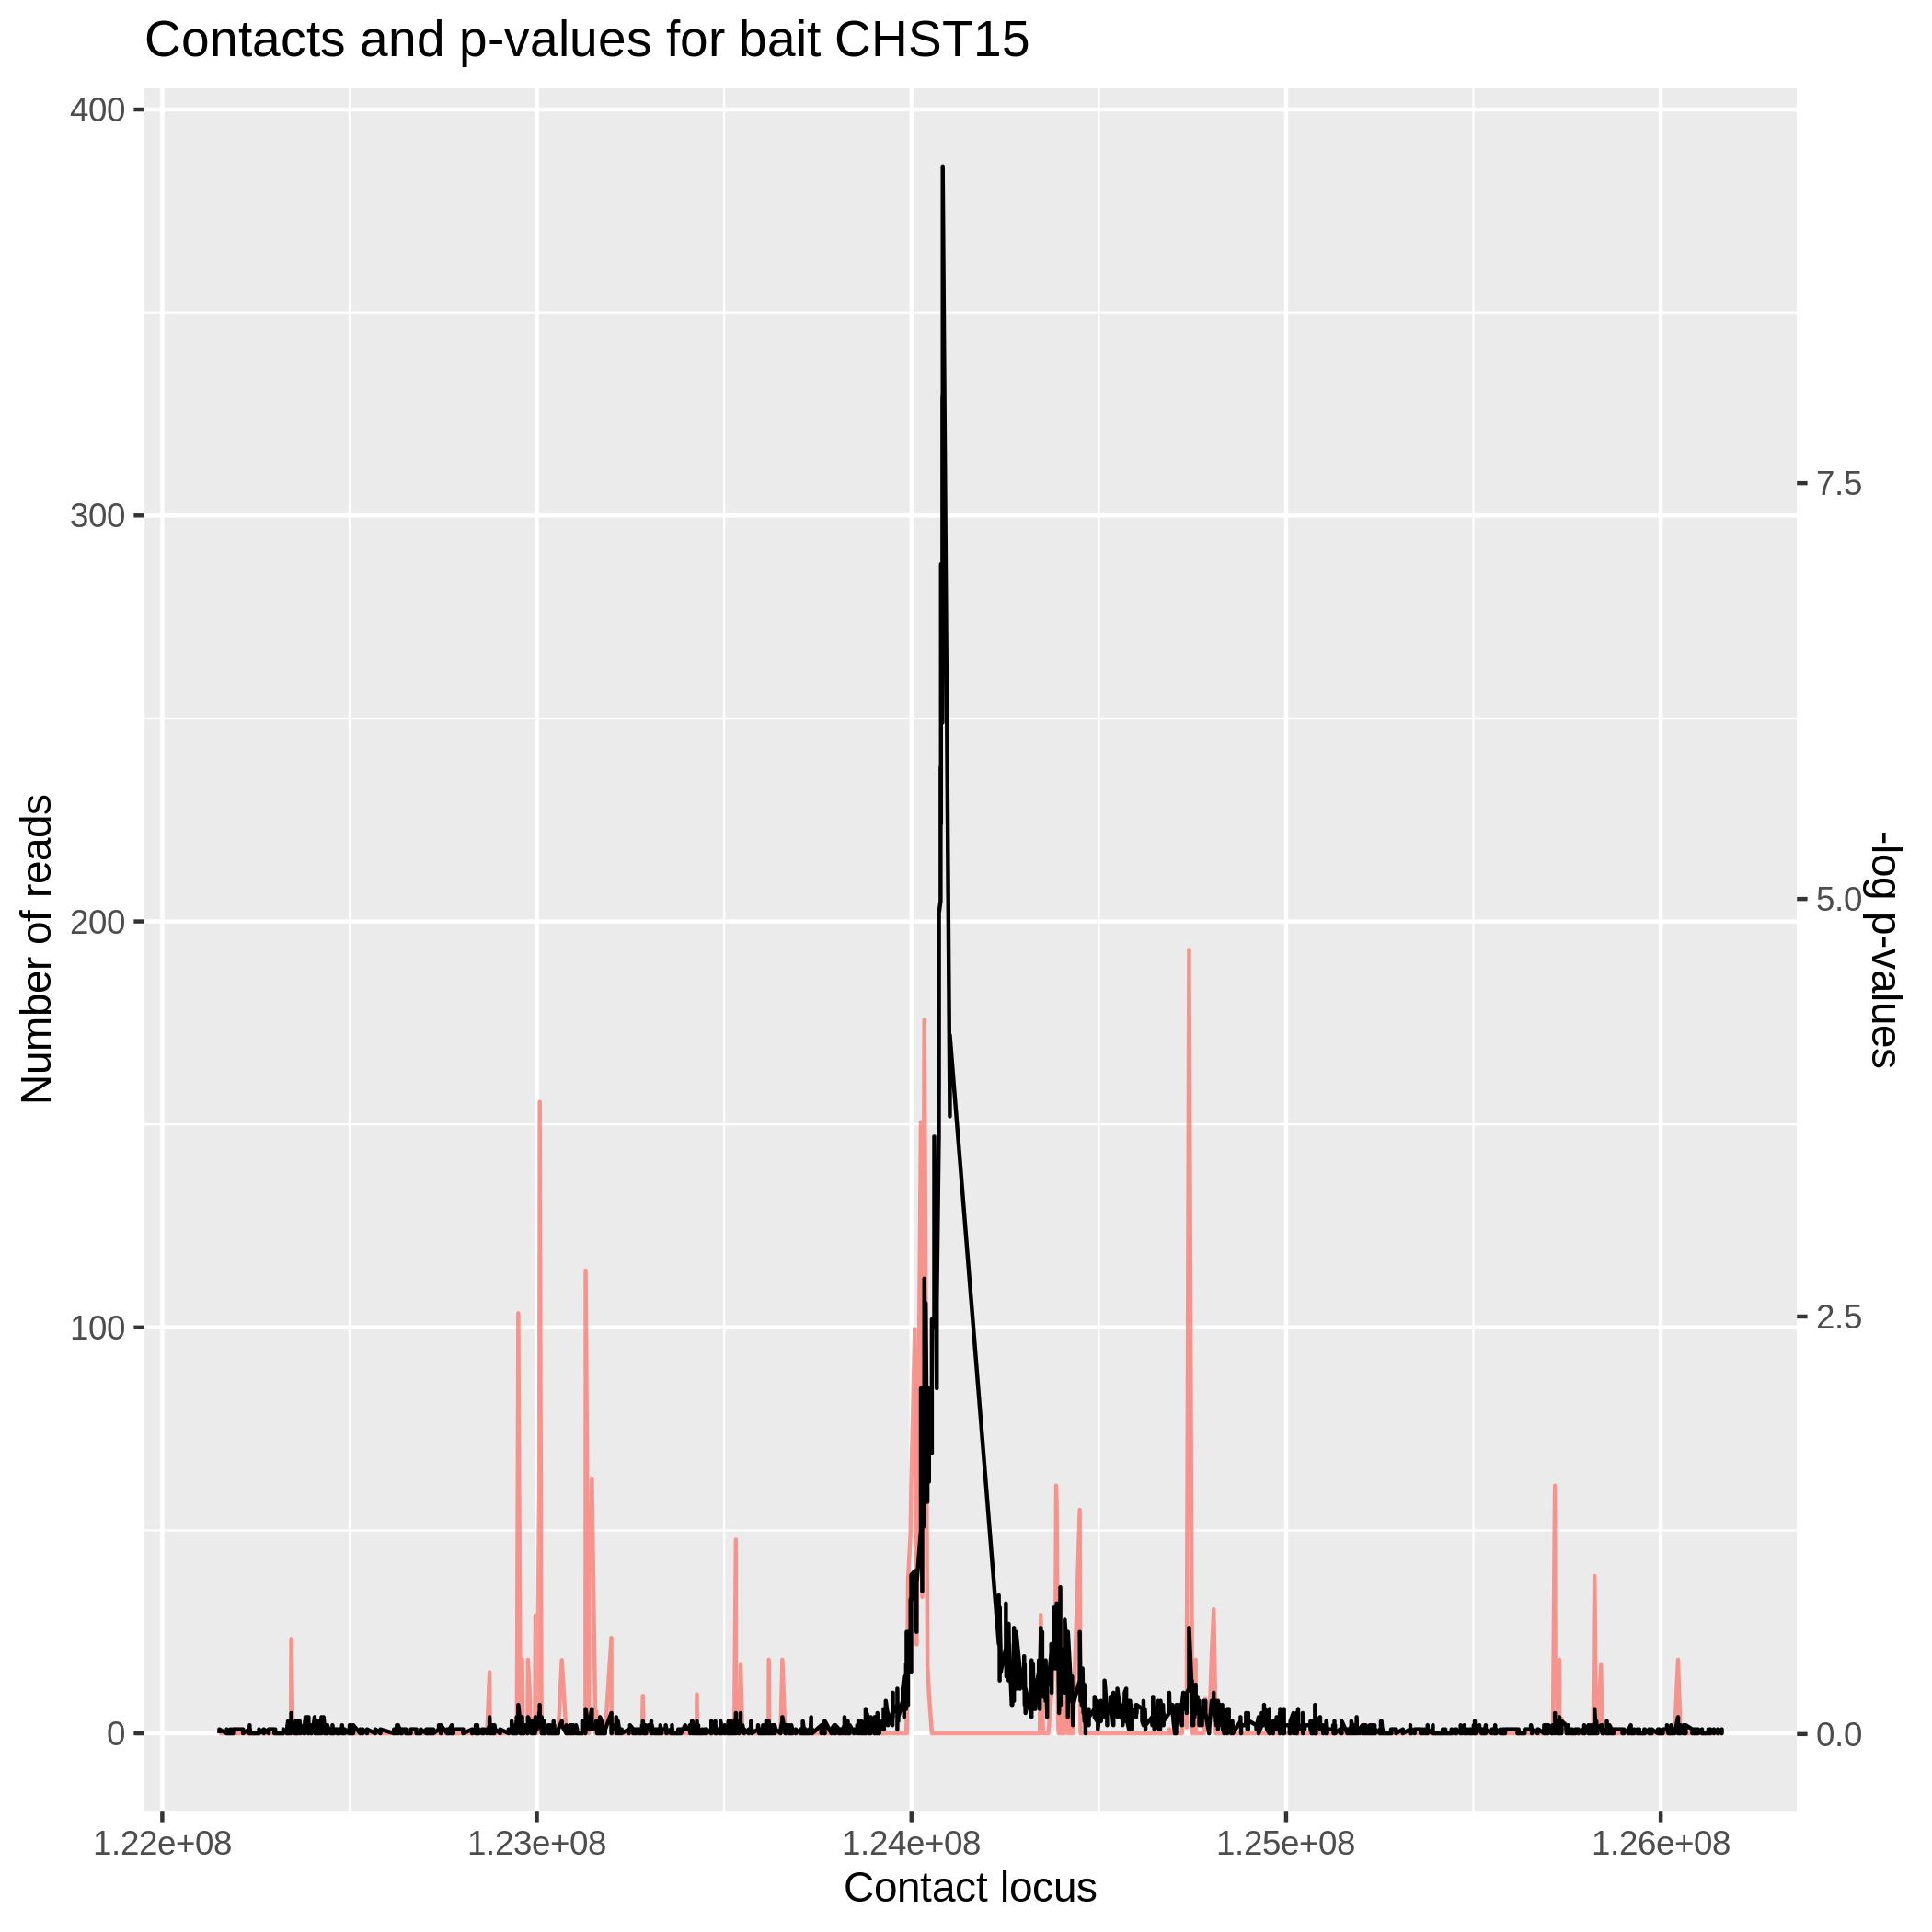 Contacts and p-values for bait CHST15
400
300
200
100
0
Number of reads
7.5
5.0
2.5
0.0
-log p-values
1.22e+08
1.23e+08
1.24e+08
1.25e+08
1.26e+08
Contact locus